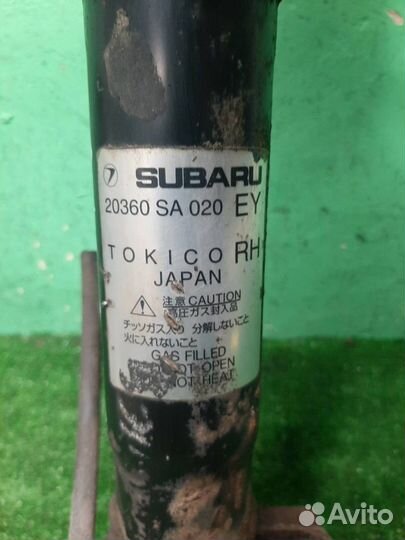 SUBARU
20360 SA 020 EY
TOKICO RH
JAPAN
注意 CAUTION
高圧ガス封入品
チッソガス入り 分解しないこと
火に入れないこと
GAS FILLED
NOT OPEN
NOT HEAT
Avito